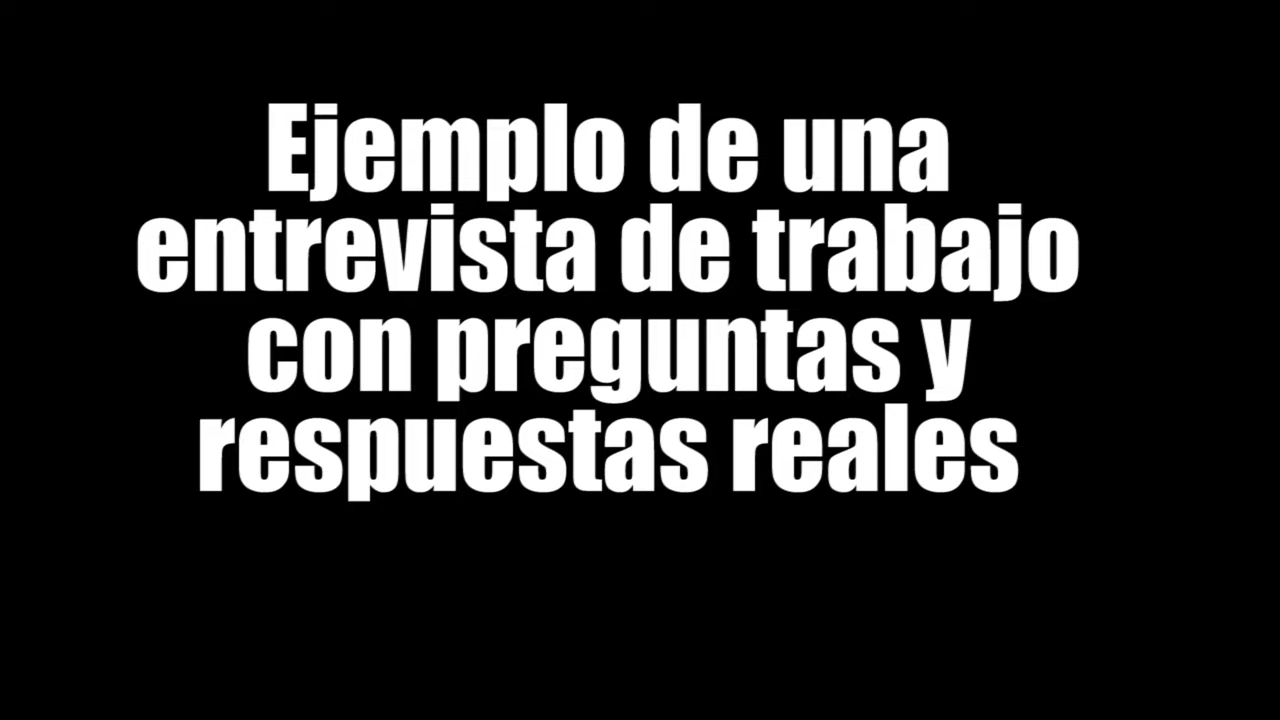 Ejemplo de una
entrevista de trabajo
con preguntas y
respuestas reales